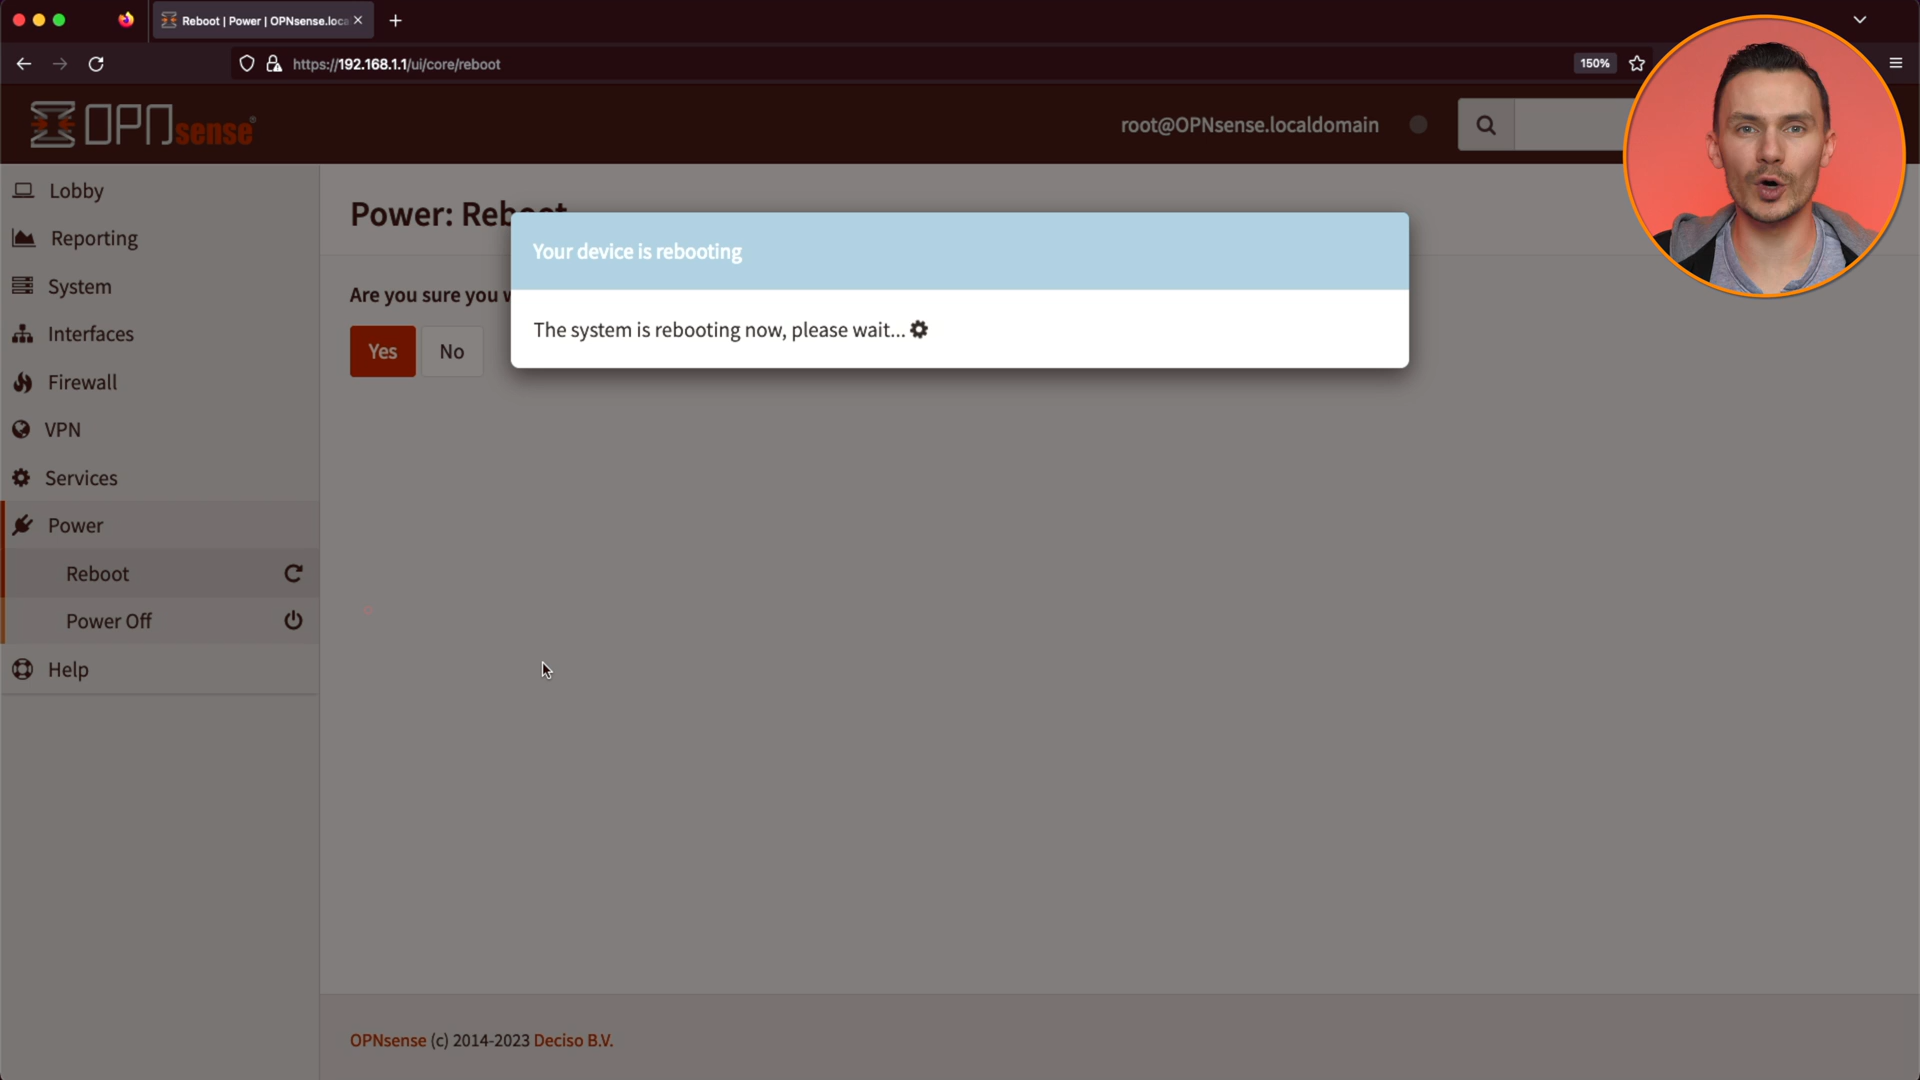 Reboot | Power | OPNsense.loca
https://192.168.1.1/ui/core/reboot
150%
OPNsense
root@OPNsense.localdomain
Lobby
Reporting
System
Interfaces
Firewall
VPN
Services
Power
Reboot
Power Off
Help
Power: Reboot
Are you sure you w
Yes
No
Your device is rebooting
The system is rebooting now, please wait...
OPNsense (c) 2014-2023 Deciso B.V.